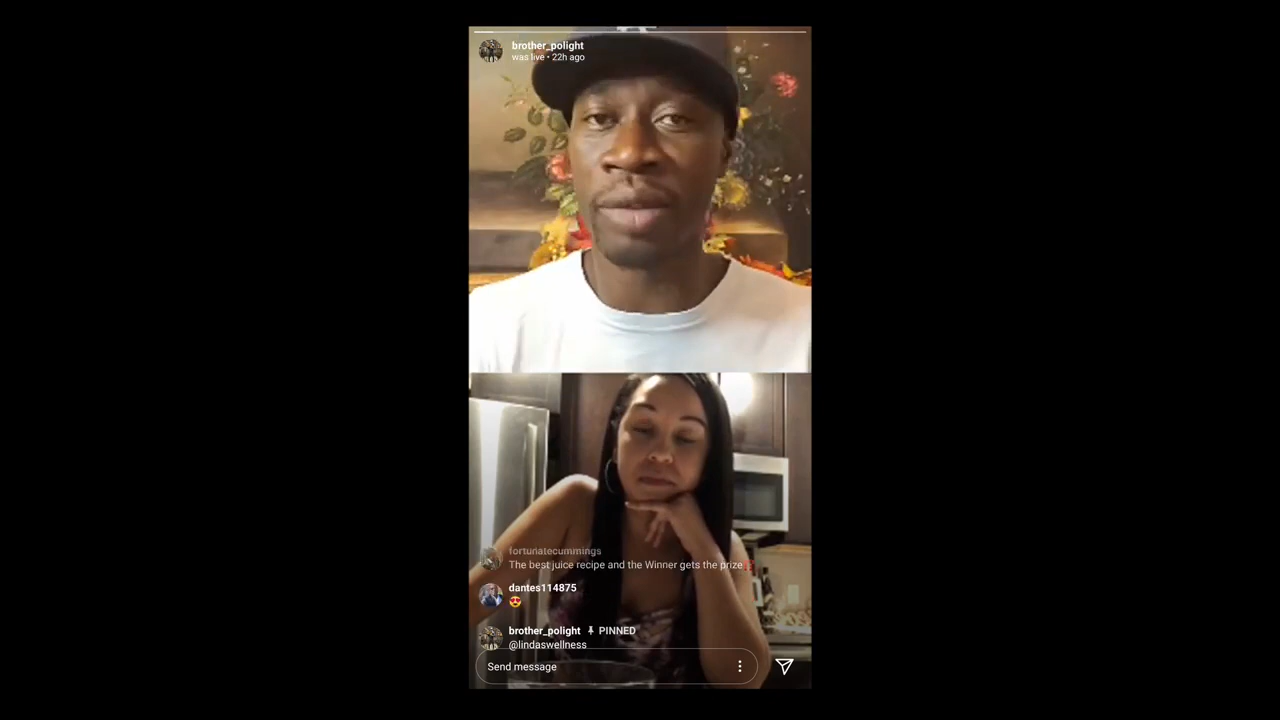 brother_polight
was live • 22h ago
fortunatecummings
The best juice recipe and the Winner gets the prize
dantes114875
😍
brother_polight PINNED
@lindaswellness
Send message